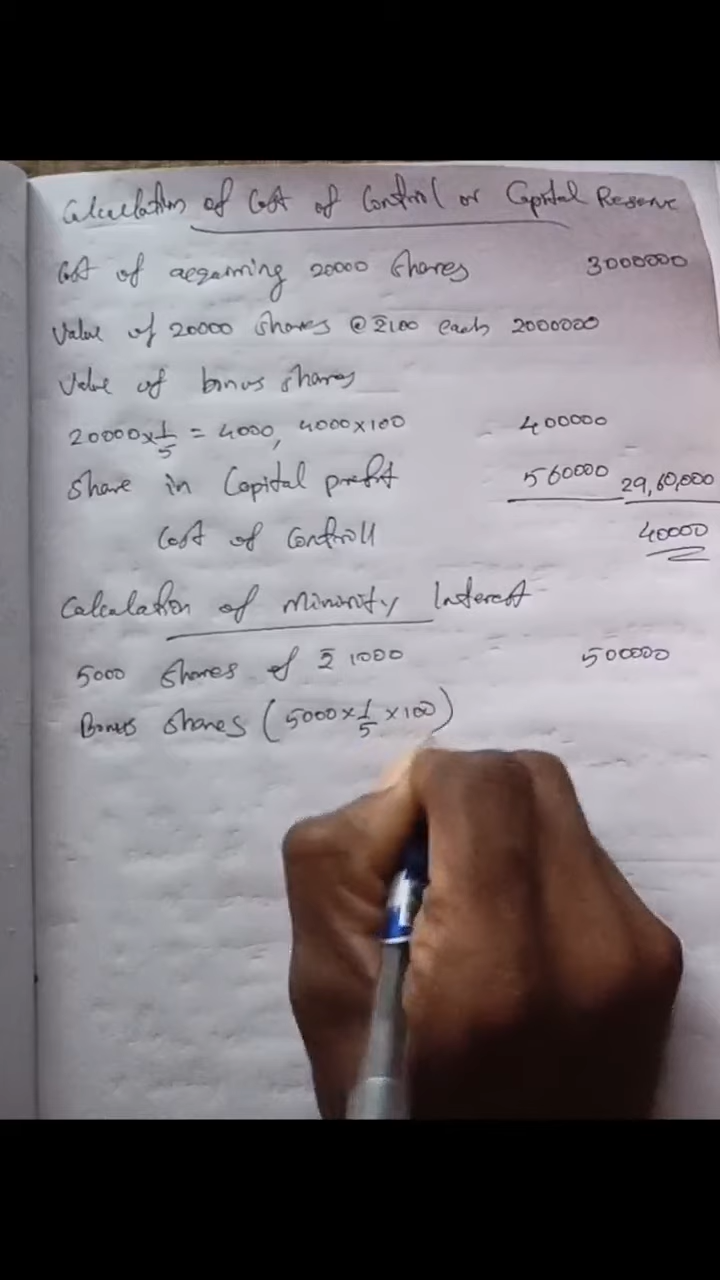 Calculation of Cost of Control or Capital Reserve
Cost of acquiring 20000 shares 3000000
Value of 20000 shares @ ₹100 each 2000000
Value of bonus shares
20000 x 1/5 = 4000, 4000 x 100 400000
Share in Capital profit 560000 29,60,000
Cost of Controll 40000
Calculation of Minority Interest
5000 shares of ₹ 1000 500000
Bonus shares (5000 x 1/5 x 100)